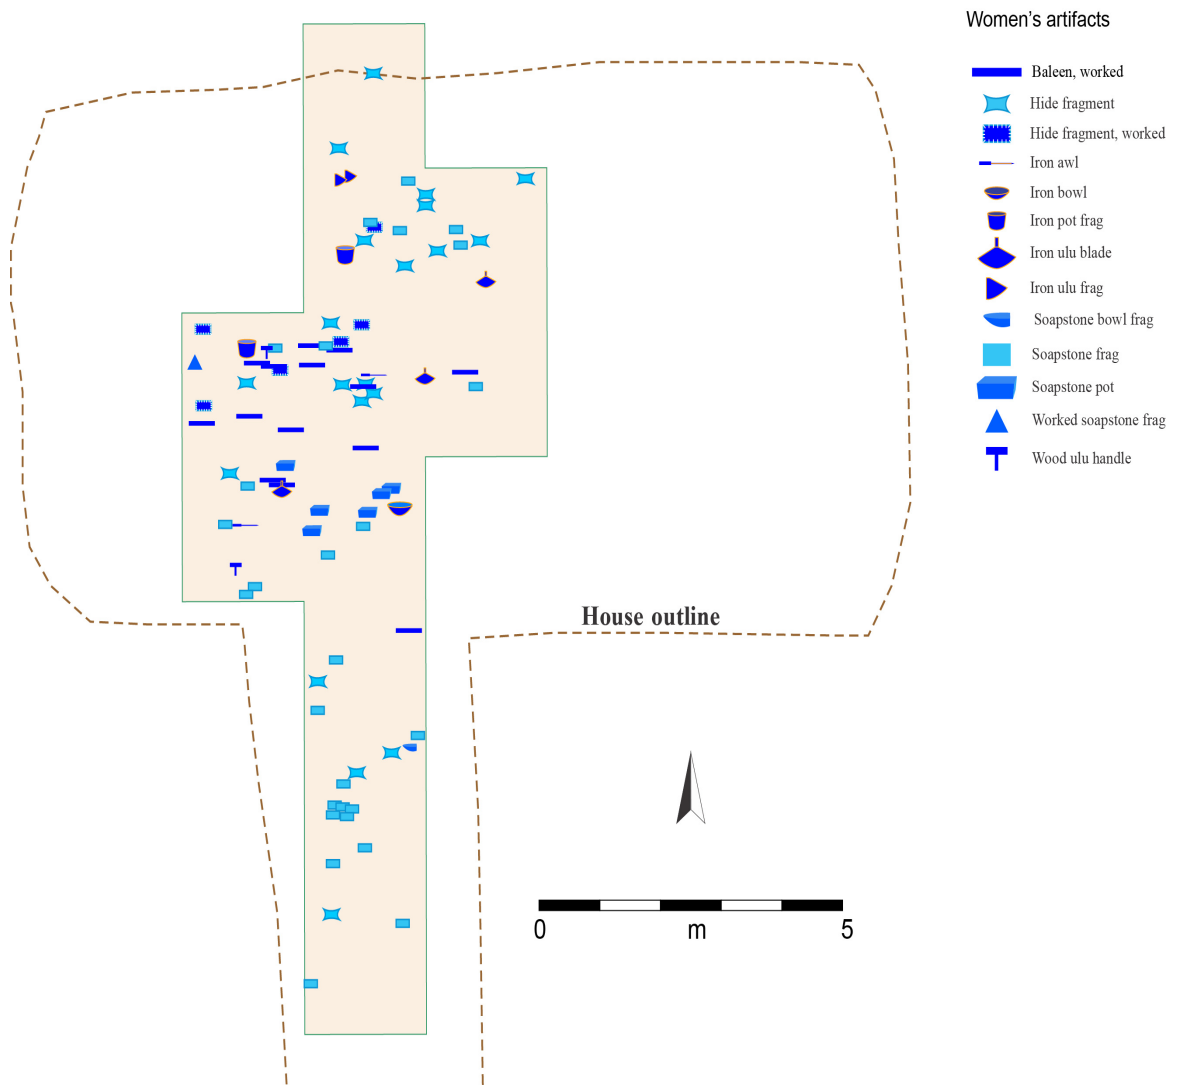 Women’s artifacts
Baleen, worked
Hide fragment
Hide fragment, worked
Iron awl
Iron bowl
Iron pot frag
Iron ulu blade
Iron ulu frag
Soapstone bowl frag
Soapstone frag
Soapstone pot
Worked soapstone frag
Wood ulu handle
House outline
0 m 5